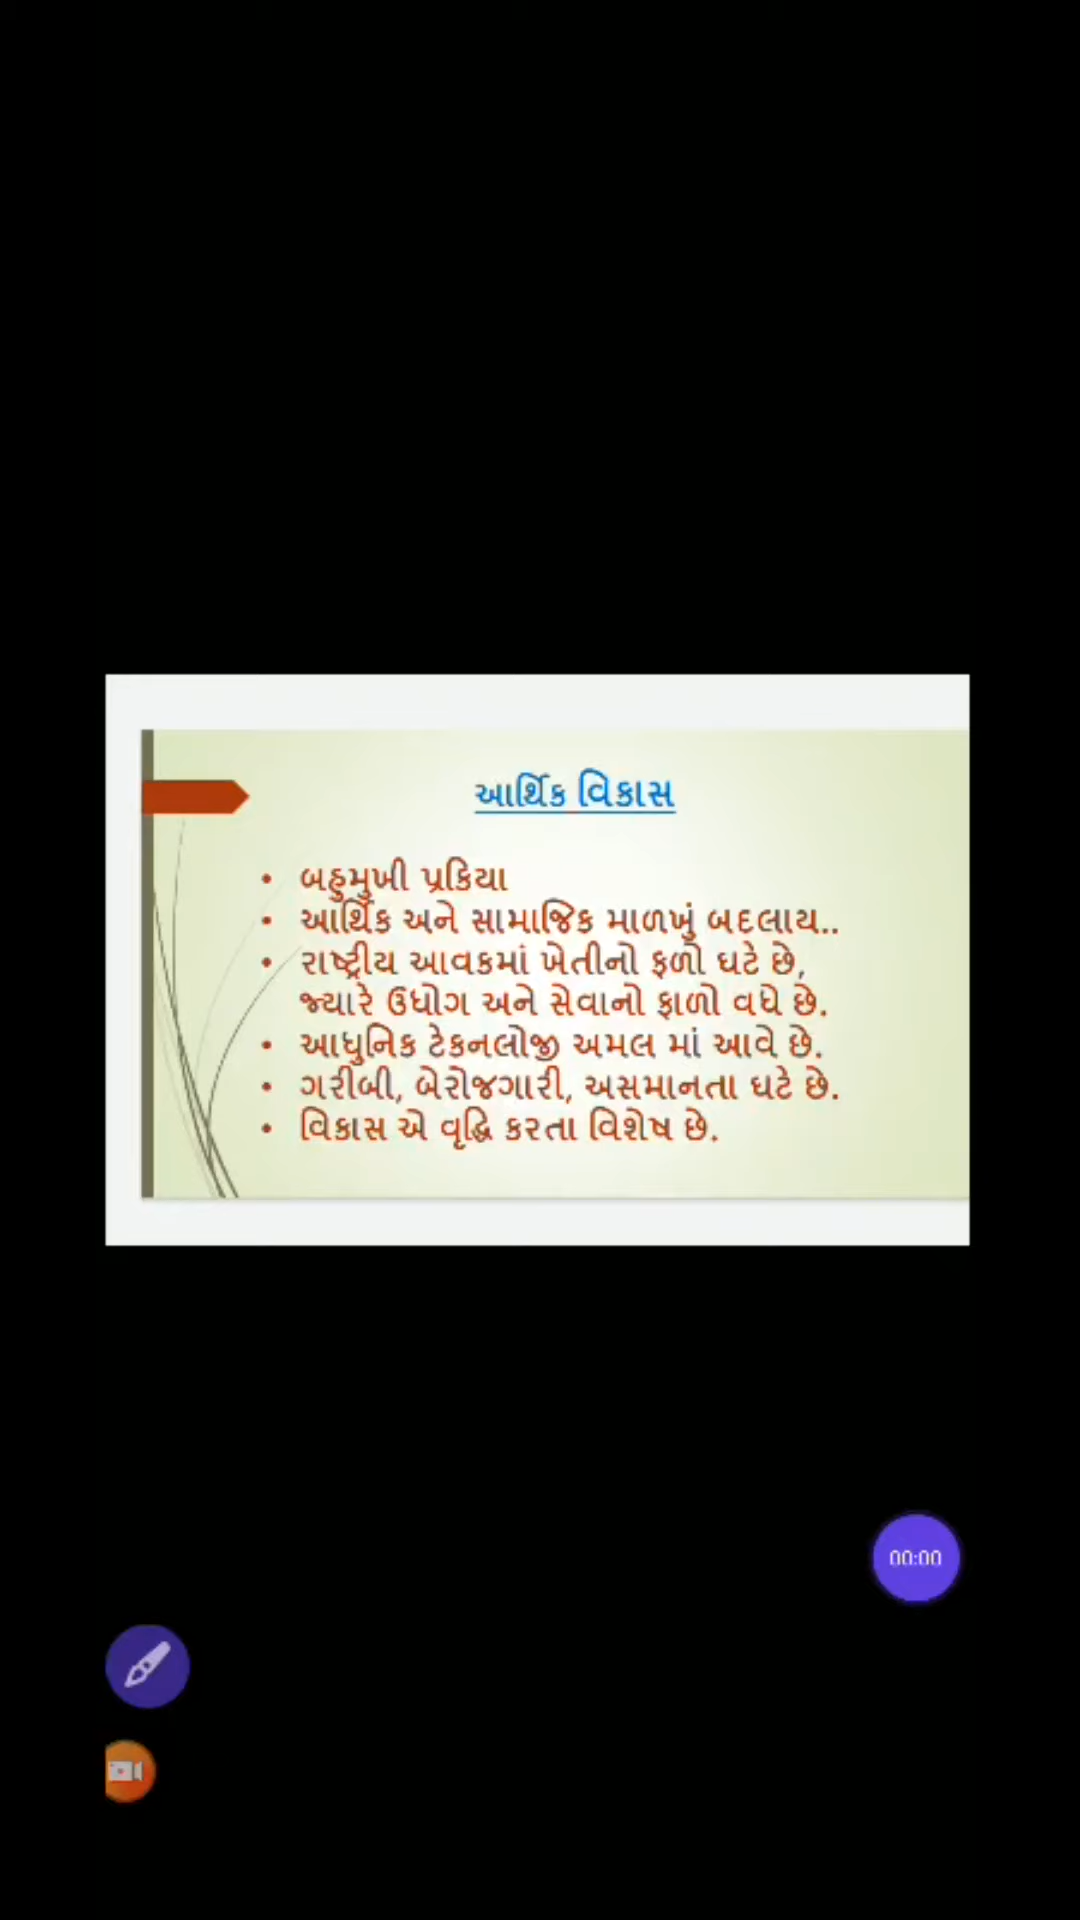 આર્થિક વિકાસ
• બહુમુખી પ્રકિયા
• આર્થિક અને સામાજિક માળખું બદલાય..
• રાષ્ટ્રીય આવકમાં ખેતીનો ફળો ઘટે છે,
જ્યારે ઉધોગ અને સેવાનો ફાળો વધે છે.
• આધુનિક ટેકનલોજી અમલ માં આવે છે.
• ગરીબી, બેરોજગારી, અસમાનતા ઘટે છે.
• વિકાસ એ વૃદ્ધિ કરતા વિશેષ છે.
00:00